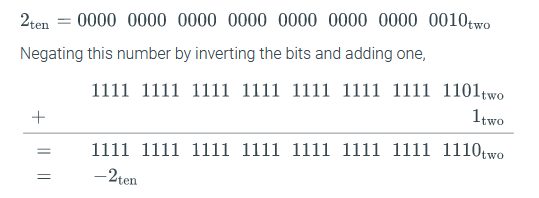 2ten = 0000 0000 0000 0000 0000 0000 0000 0010two
Negating this number by inverting the bits and adding one,
1111 1111 1111 1111 1111 1111 1111 1101two
+ 1two
= 1111 1111 1111 1111 1111 1111 1111 1110two
= −2ten